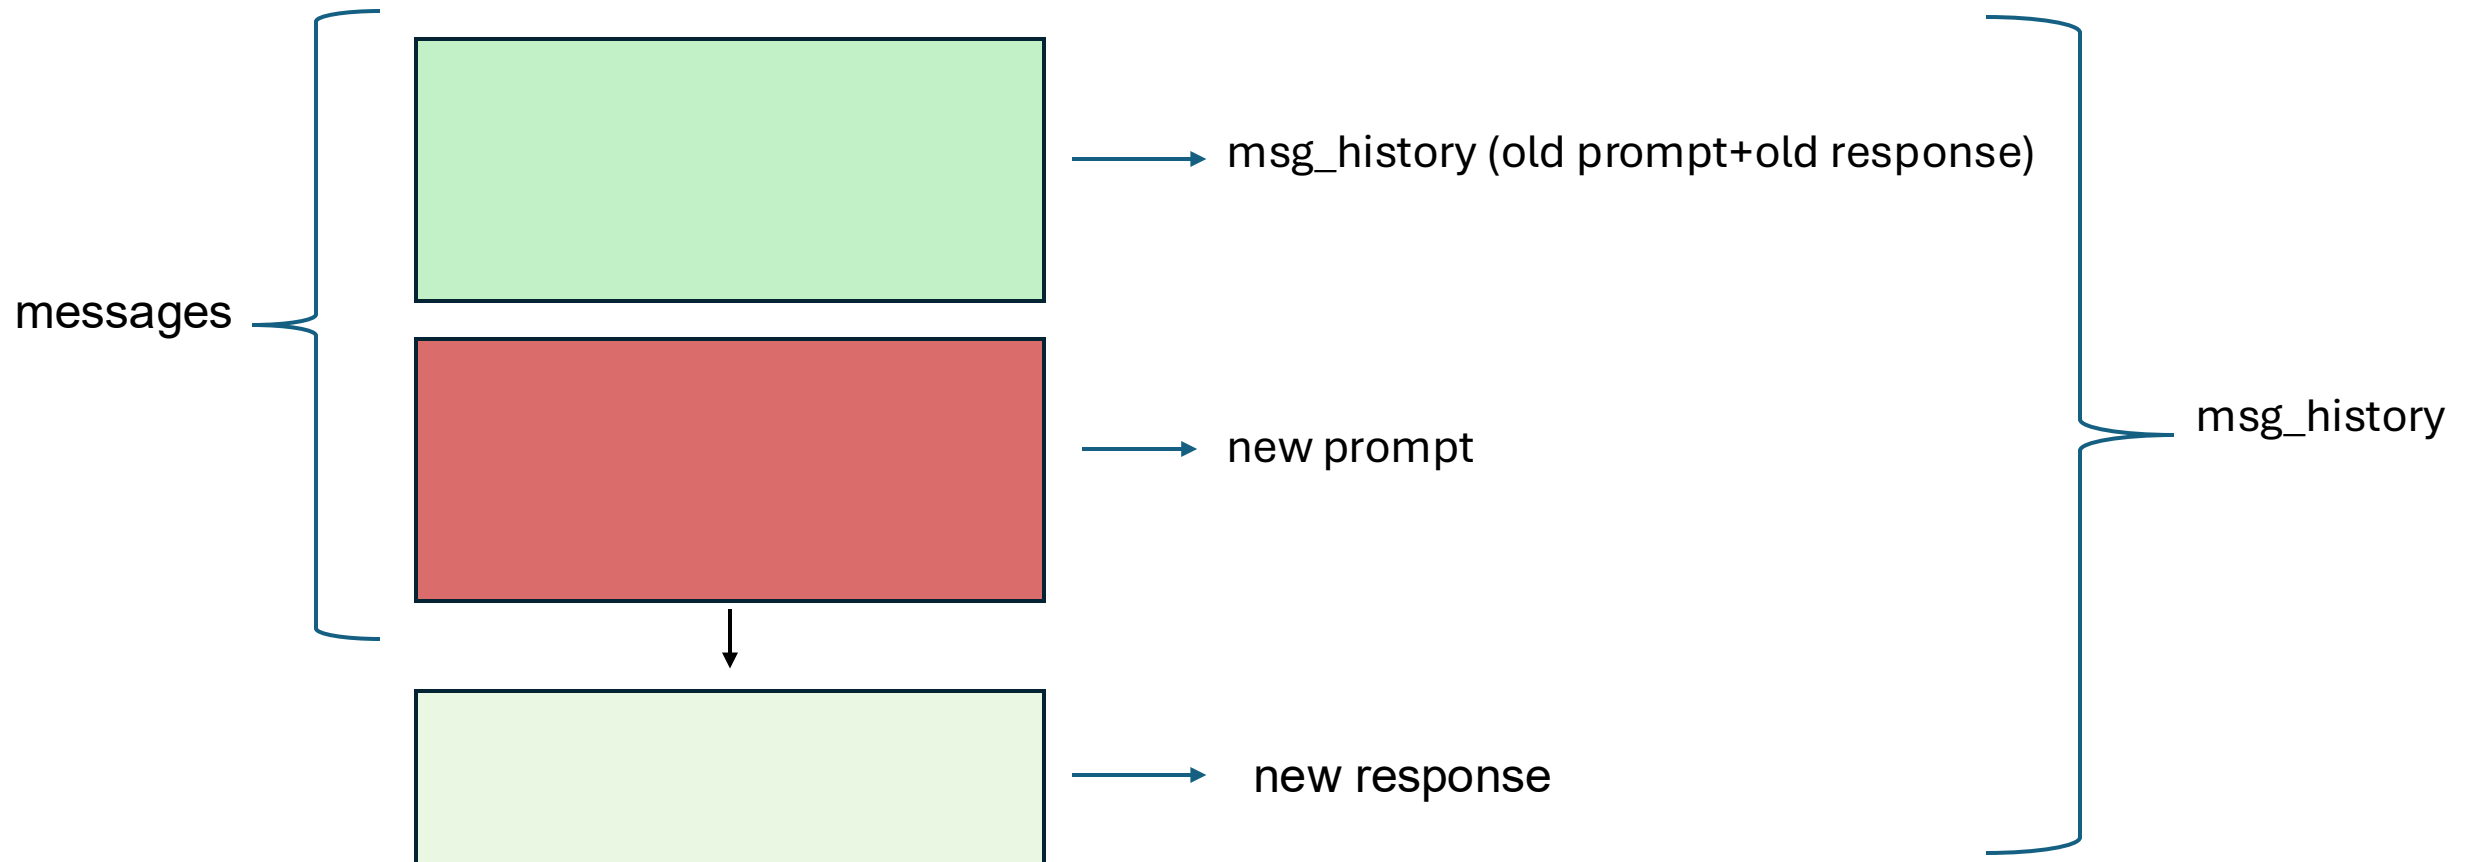 msg_history (old prompt+old response)
messages
msg_history
new prompt
new response